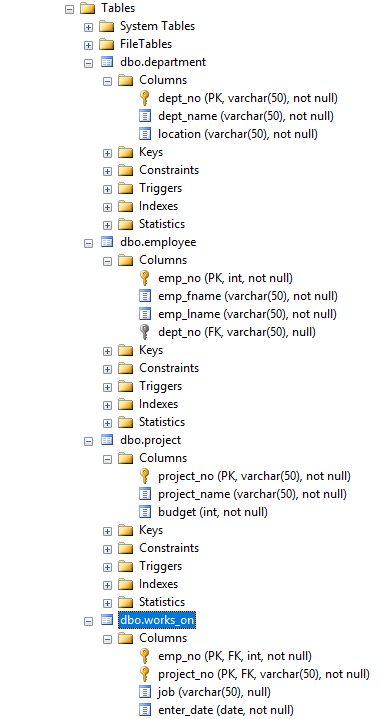 Tables
System Tables
FileTables
dbo.department
Columns
dept_no (PK, varchar(50), not null)
dept_name (varchar(50), not null)
location (varchar(50), not null)
Keys
Constraints
Triggers
Indexes
Statistics
dbo.employee
Columns
emp_no (PK, int, not null)
emp_fname (varchar(50), not null)
emp_lname (varchar(50), not null)
dept_no (FK, varchar(50), null)
Keys
Constraints
Triggers
Indexes
Statistics
dbo.project
Columns
project_no (PK, varchar(50), not null)
project_name (varchar(50), not null)
budget (int, not null)
Keys
Constraints
Triggers
Indexes
Statistics
dbo.works_on
Columns
emp_no (PK, FK, int, not null)
project_no (PK, FK, varchar(50), not null)
job (varchar(50), null)
enter_date (date, not null)